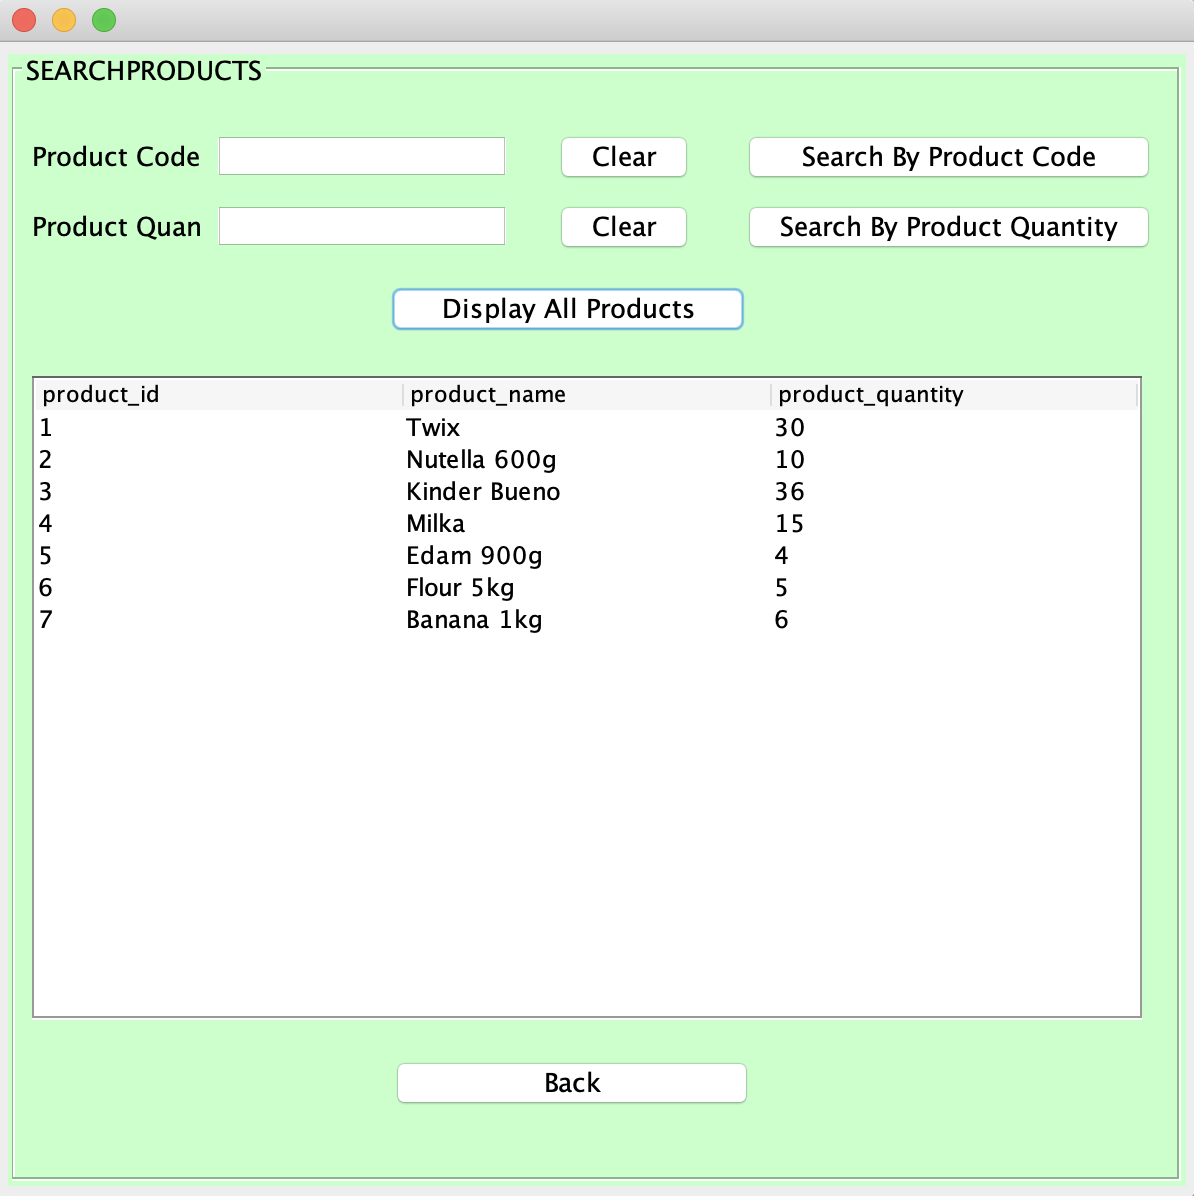 SEARCHPRODUCTS
Product Code Clear Search By Product Code
Product Quan Clear Search By Product Quantity
Display All Products
product_id product_name product_quantity
1 Twix 30
2 Nutella 600g 10
3 Kinder Bueno 36
4 Milka 15
5 Edam 900g 4
6 Flour 5kg 5
7 Banana 1kg 6
Back